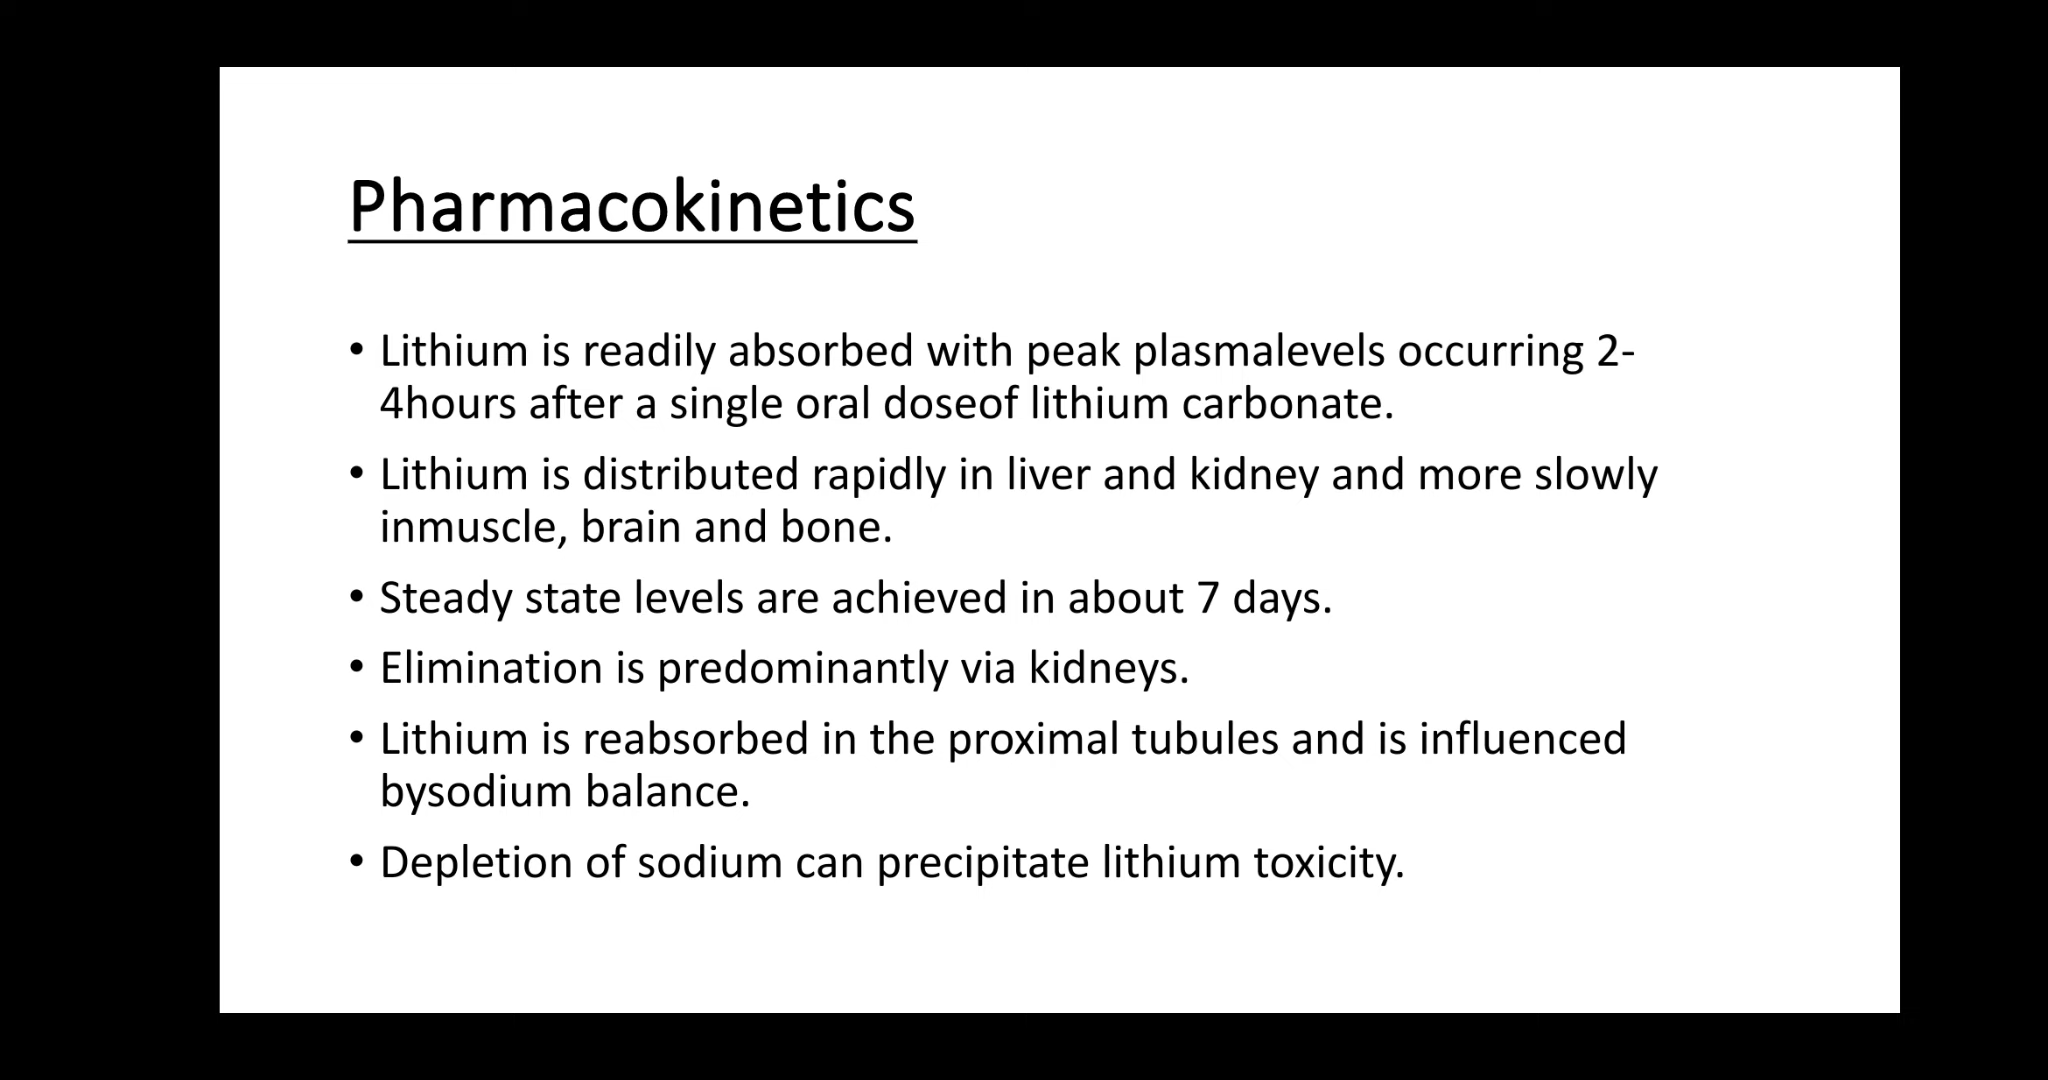 Pharmacokinetics
• Lithium is readily absorbed with peak plasmalevels occurring 2-
4hours after a single oral doseof lithium carbonate.
• Lithium is distributed rapidly in liver and kidney and more slowly
inmuscle, brain and bone.
• Steady state levels are achieved in about 7 days.
• Elimination is predominantly via kidneys.
• Lithium is reabsorbed in the proximal tubules and is influenced
bysodium balance.
• Depletion of sodium can precipitate lithium toxicity.